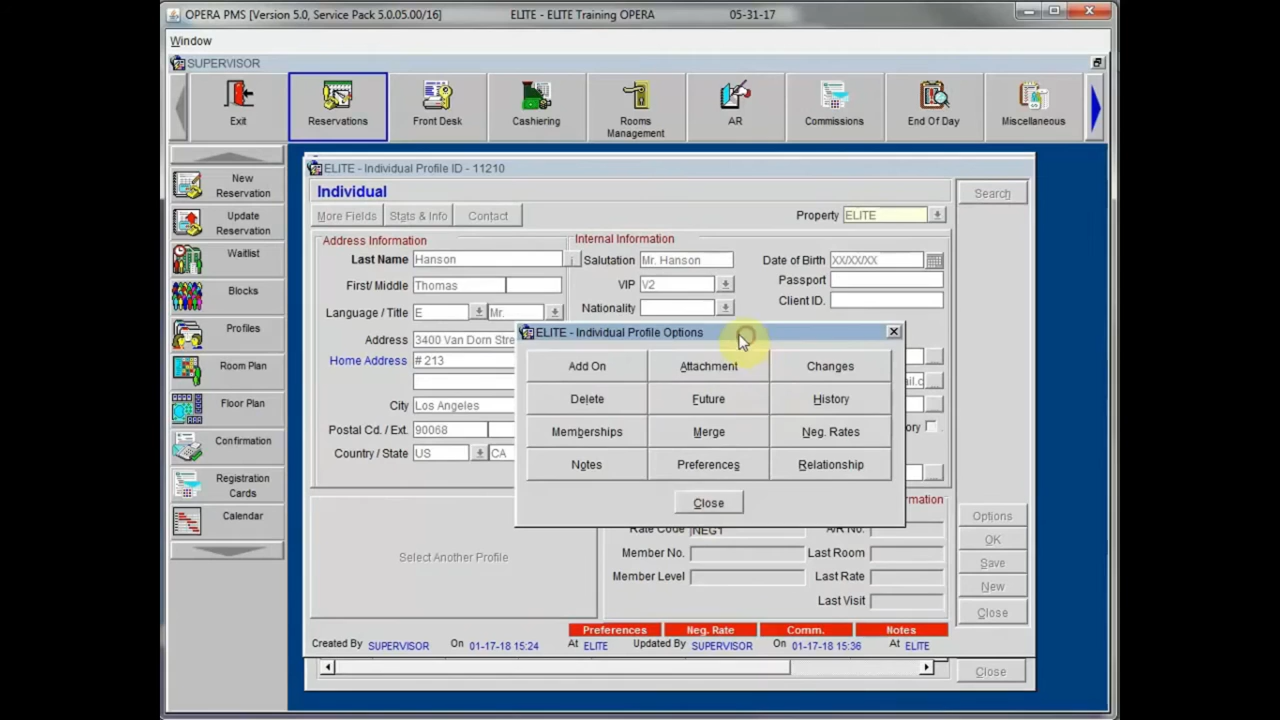 OPERA PMS [Version 5.0, Service Pack 5.0.05.00/16] ELITE - ELITE Training OPERA 05-31-17
Window
SUPERVISOR
Exit Reservations Front Desk Cashiering Rooms Management AR Commissions End Of Day Miscellaneous
New Reservation
Update Reservation
Waitlist
Blocks
Profiles
Room Plan
Floor Plan
Confirmation
Registration Cards
Calendar
ELITE - Individual Profile ID - 11210
Individual
More Fields Stats & Info Contact Property ELITE
Search
Address Information Internal Information
Last Name Hanson i Salutation Mr. Hanson Date of Birth XX/XX/XX
First/ Middle Thomas VIP V2 Passport
Language / Title E Mr. Nationality Client ID.
Address 3400 Van Dorn Stre
Home Address # 213
City Los Angeles
Postal Cd. / Ext. 90068
Country / State US CA
ELITE - Individual Profile Options
Add On Attachment Changes
Delete Future History
Memberships Merge Neg. Rates
Notes Preferences Relationship
Close
Select Another Profile
Rate Code NEG1 A/R No.
Member No. Last Room
Member Level Last Rate
Last Visit
Options
OK
Save
New
Close
Preferences Neg. Rate Comm. Notes
Created By SUPERVISOR On 01-17-18 15:24 At ELITE Updated By SUPERVISOR On 01-17-18 15:36 At ELITE
Close